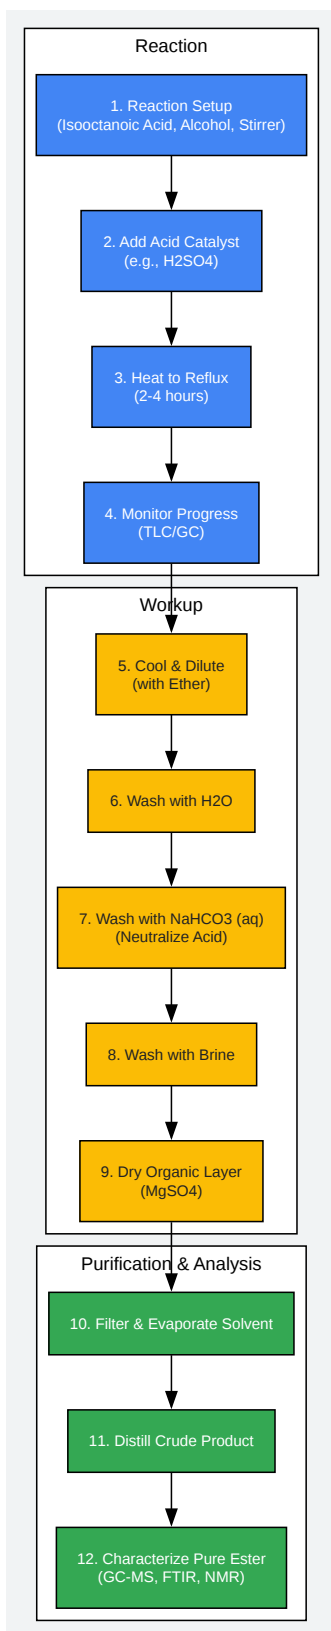 Reaction
1. Reaction Setup
(Isooctanoic Acid, Alcohol, Stirrer)
2. Add Acid Catalyst
(e.g., H2SO4)
3. Heat to Reflux
(2-4 hours)
4. Monitor Progress
(TLC/GC)
Workup
5. Cool & Dilute
(with Ether)
6. Wash with H2O
7. Wash with NaHCO3 (aq)
(Neutralize Acid)
8. Wash with Brine
9. Dry Organic Layer
(MgSO4)
Purification & Analysis
10. Filter & Evaporate Solvent
11. Distill Crude Product
12. Characterize Pure Ester
(GC-MS, FTIR, NMR)